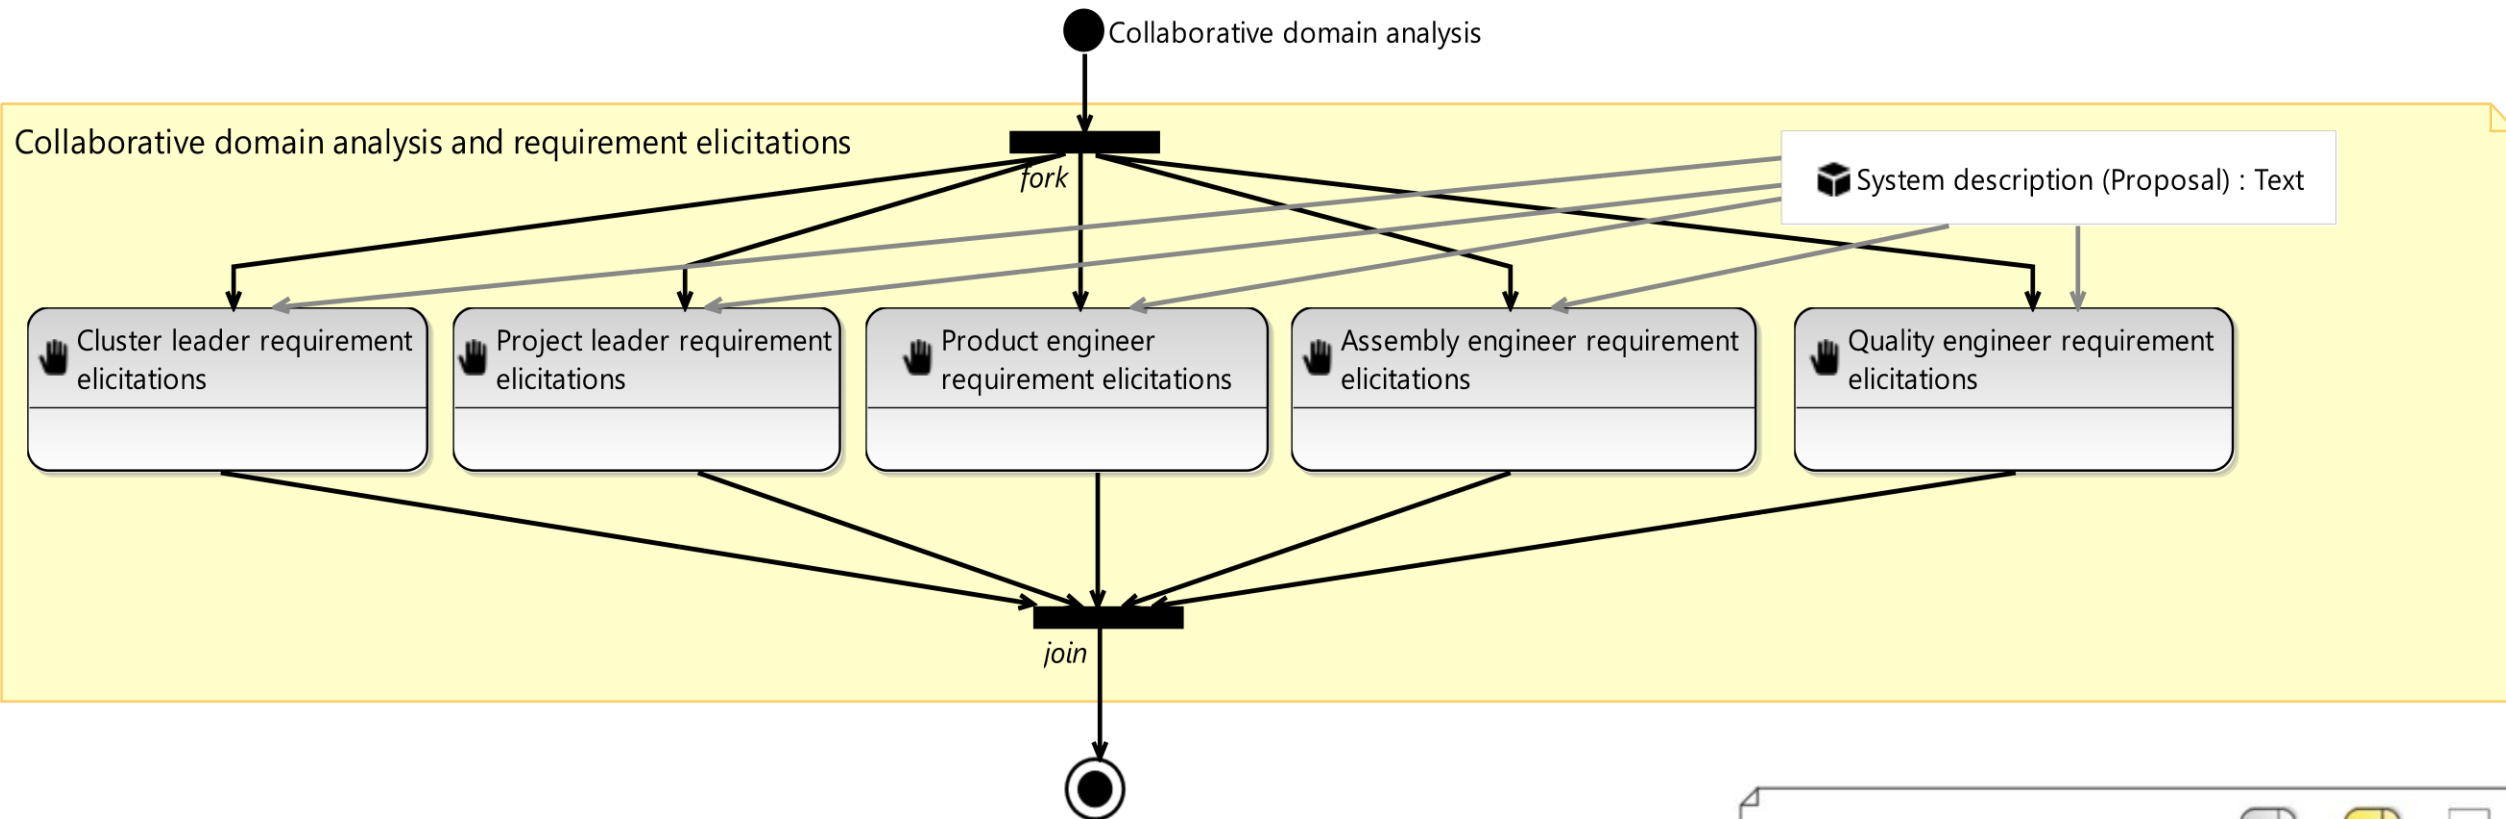 Collaborative domain analysis
Collaborative domain analysis and requirement elicitations
fork
System description (Proposal) : Text
Cluster leader requirement
elicitations
Project leader requirement
elicitations
Product engineer
requirement elicitations
Assembly engineer requirement
elicitations
Quality engineer requirement
elicitations
join